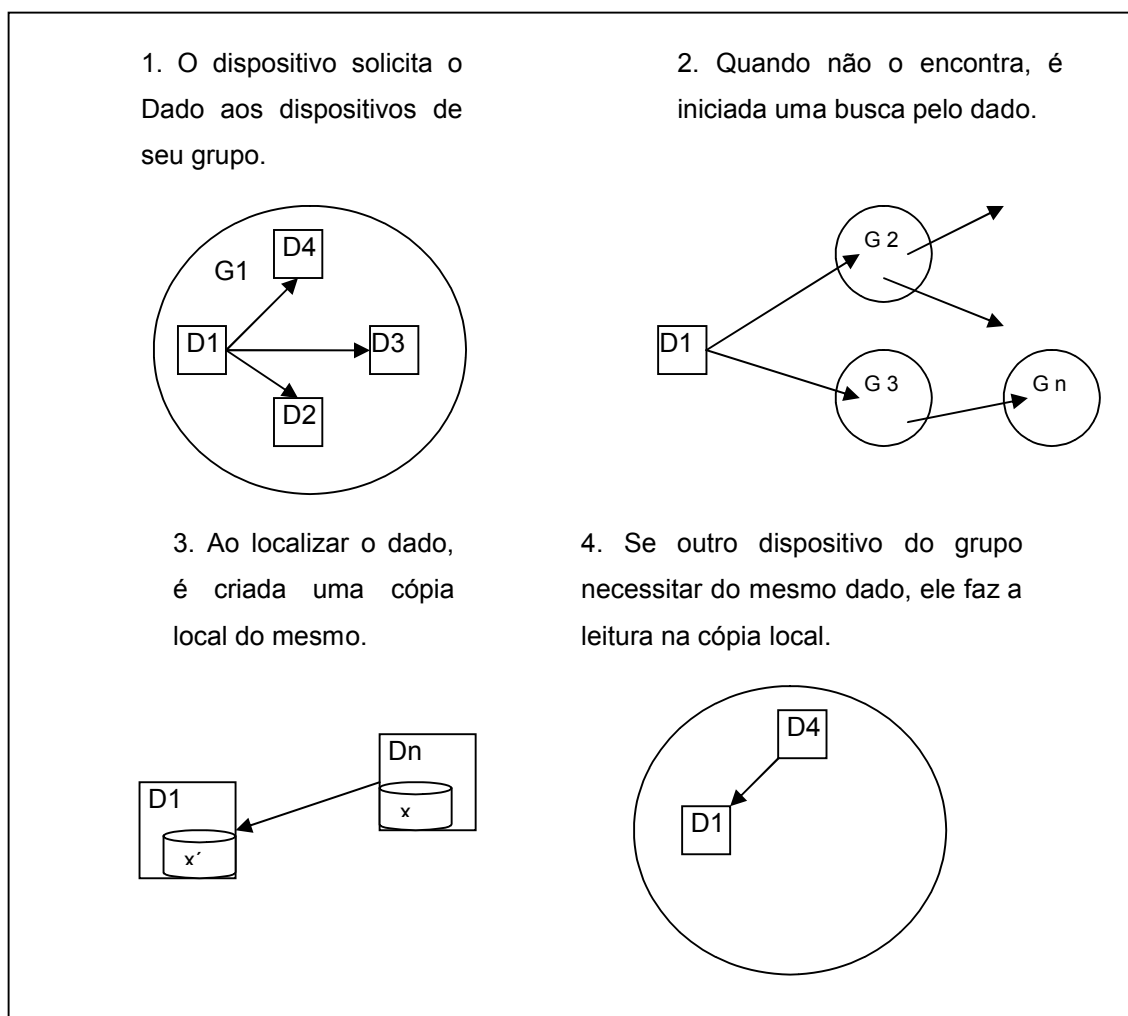 1. O dispositivo solicita o
Dado aos dispositivos de
seu grupo.
2. Quando não o encontra, é
iniciada uma busca pelo dado.
D4
G1
D1
D3
D2
G 2
D1
G 3
G n
3. Ao localizar o dado,
é criada uma cópia
local do mesmo.
4. Se outro dispositivo do grupo
necessitar do mesmo dado, ele faz a
leitura na cópia local.
Dn
x
D1
x´
D4
D1